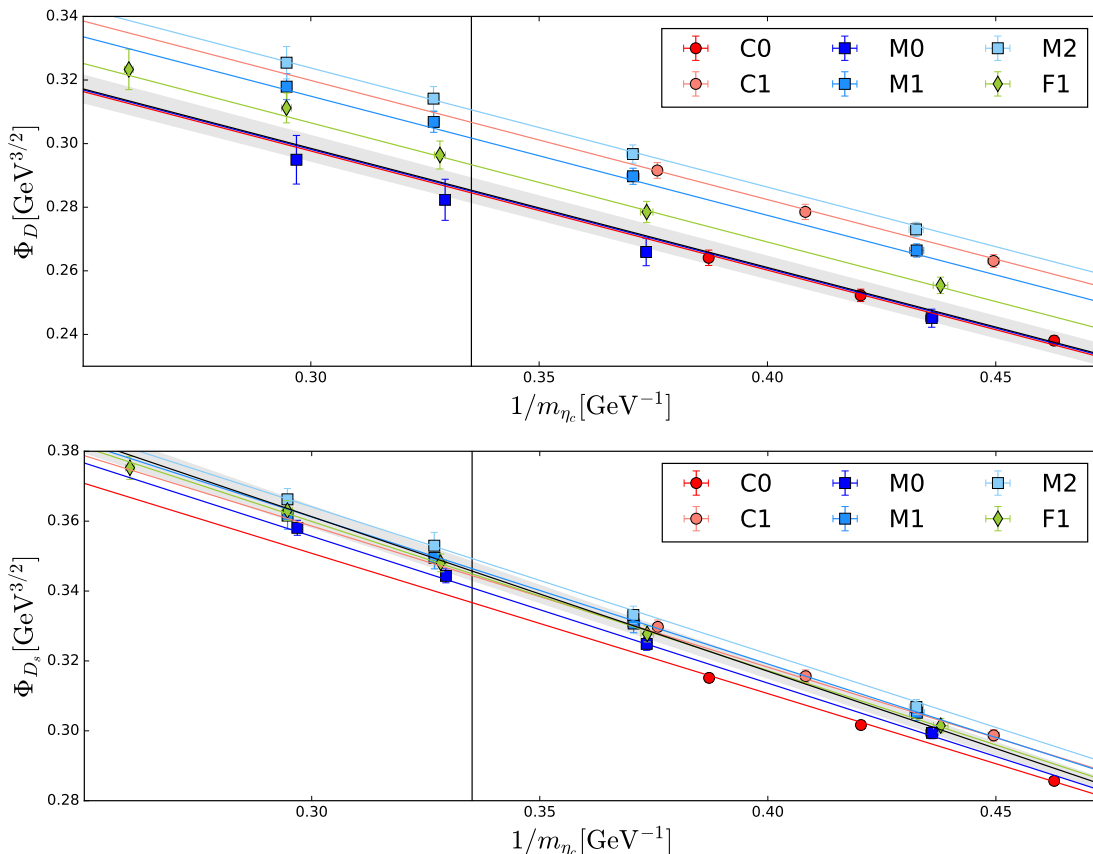 0.34
0.32
0.30
0.28
0.26
0.24
Φ_D[GeV^{3/2}]
C0 M0 M2
C1 M1 F1
0.30 0.35 0.40 0.45
1/m_{η_c}[GeV^{−1}]
0.38
0.36
0.34
0.32
0.30
0.28
Φ_{D_s}[GeV^{3/2}]
C0 M0 M2
C1 M1 F1
0.30 0.35 0.40 0.45
1/m_{η_c}[GeV^{−1}]